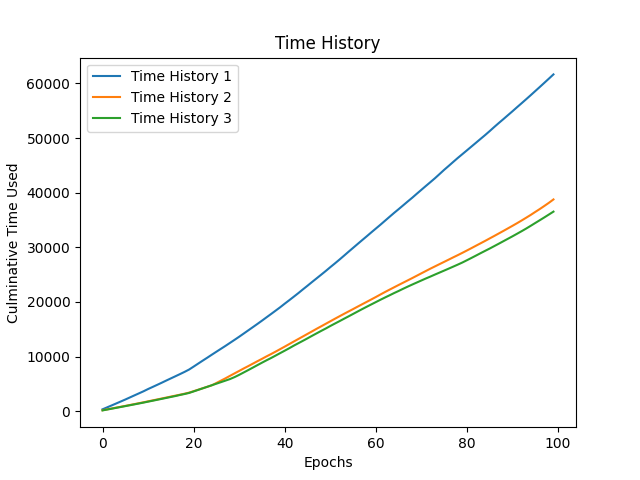 Time History
Time History 1
Time History 2
Time History 3
Culminative Time Used
60000
50000
40000
30000
20000
10000
0
0 20 40 60 80 100
Epochs